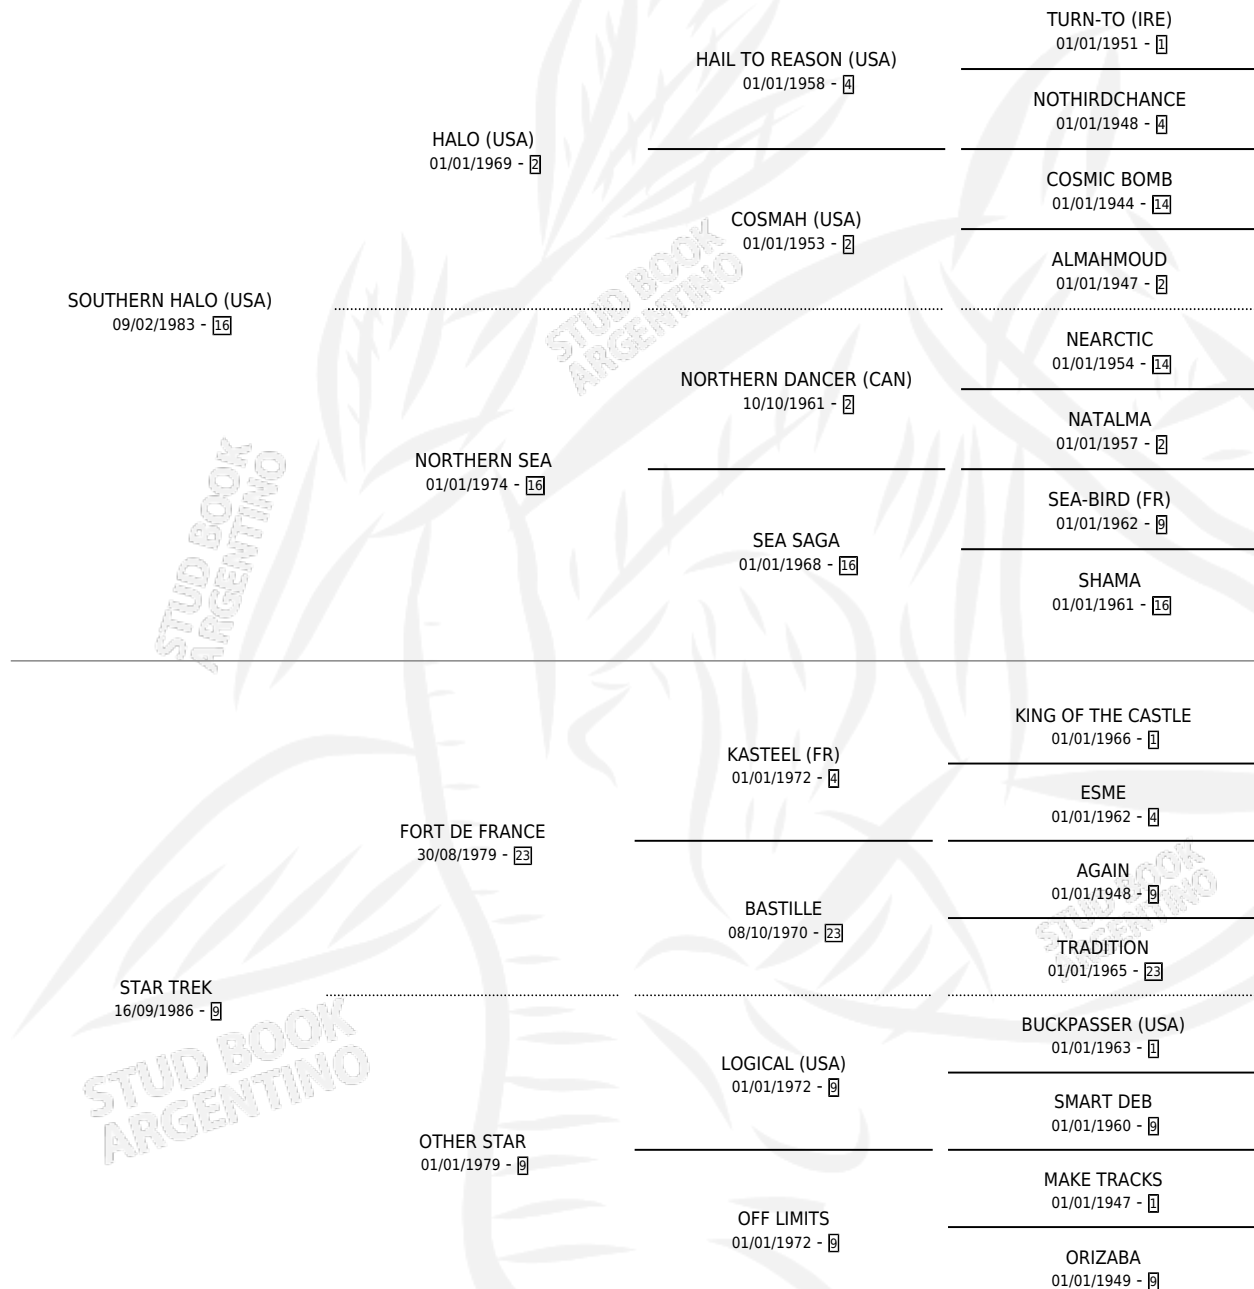 TURN-TO (IRE)
01/01/1951 - 1
HAIL TO REASON (USA)
01/01/1958 - 4
NOTHIRDCHANCE
01/01/1948 - 4
HALO (USA)
01/01/1969 - 2
COSMIC BOMB
01/01/1944 - 14
COSMAH (USA)
01/01/1953 - 2
ALMAHMOUD
01/01/1947 - 2
SOUTHERN HALO (USA)
09/02/1983 - 16
NEARCTIC
01/01/1954 - 14
NORTHERN DANCER (CAN)
10/10/1961 - 2
NATALMA
01/01/1957 - 2
NORTHERN SEA
01/01/1974 - 16
SEA-BIRD (FR)
01/01/1962 - 9
SEA SAGA
01/01/1968 - 16
SHAMA
01/01/1961 - 16
KING OF THE CASTLE
01/01/1966 - 1
KASTEEL (FR)
01/01/1972 - 4
ESME
01/01/1962 - 4
FORT DE FRANCE
30/08/1979 - 23
AGAIN
01/01/1948 - 9
BASTILLE
08/10/1970 - 23
TRADITION
01/01/1965 - 23
STAR TREK
16/09/1986 - 9
BUCKPASSER (USA)
01/01/1963 - 1
LOGICAL (USA)
01/01/1972 - 9
SMART DEB
01/01/1960 - 9
OTHER STAR
01/01/1979 - 9
MAKE TRACKS
01/01/1947 - 1
OFF LIMITS
01/01/1972 - 9
ORIZABA
01/01/1949 - 9
STUD BOOK
ARGENTINO
STUD BOOK
ARGENTINO
STUD BOOK
ARGENTINO
STUD BOOK
ARGENTINO